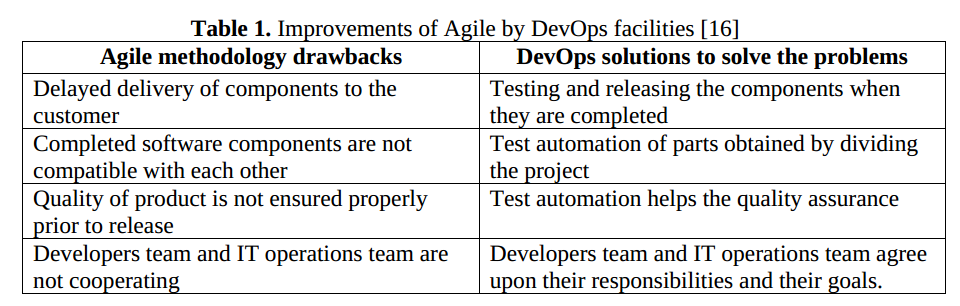 Table 1. Improvements of Agile by DevOps facilities [16]
Agile methodology drawbacks
DevOps solutions to solve the problems
Delayed delivery of components to the
customer
Testing and releasing the components when
they are completed
Completed software components are not
compatible with each other
Test automation of parts obtained by dividing
the project
Quality of product is not ensured properly
prior to release
Test automation helps the quality assurance
Developers team and IT operations team are
not cooperating
Developers team and IT operations team agree
upon their responsibilities and their goals.